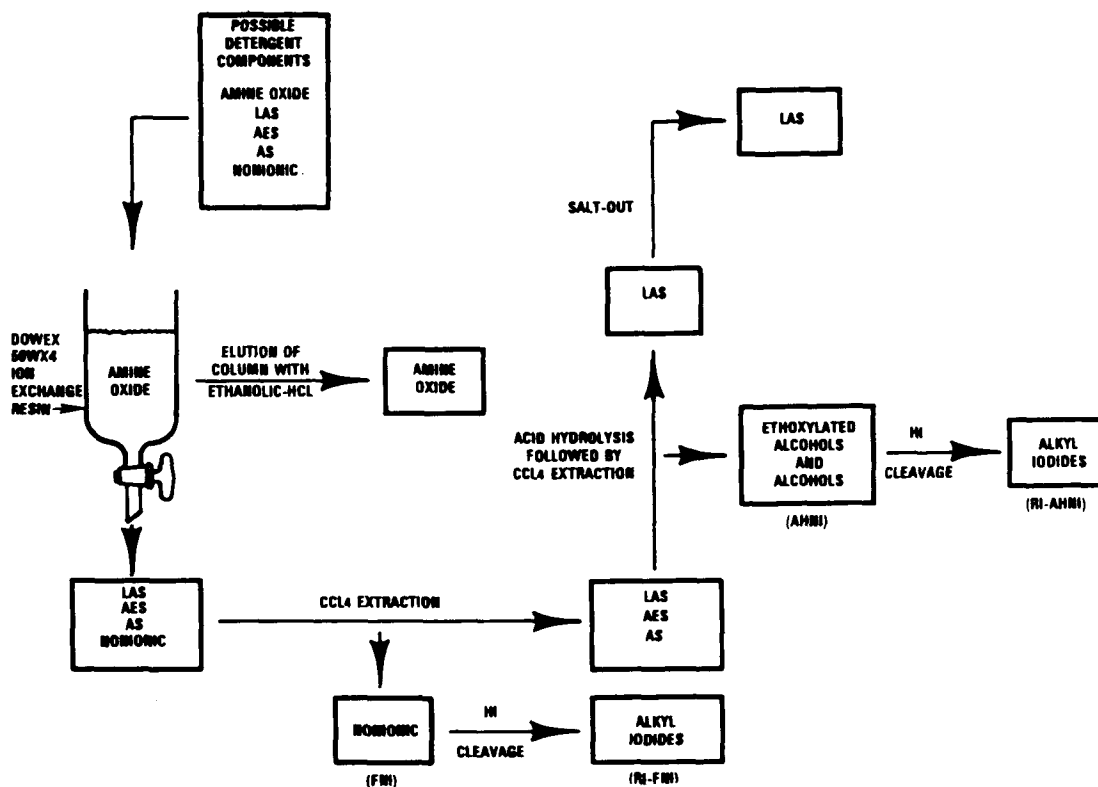 POSSIBLE
DETERGENT
COMPONENTS
AMINE OXIDE
LAS
AES
AS
NONIONIC
DOWEX
50WX4
ION
EXCHANGE
RESIN
AMINE
OXIDE
ELUTION OF
COLUMN WITH
ETHANOLIC-HCL
AMINE
OXIDE
LAS
AES
AS
NONIONIC
CCL4 EXTRACTION
NONIONIC
(FNI)
HI
CLEAVAGE
ALKYL
IODIDES
(RI-FNI)
LAS
AES
AS
ACID HYDROLYSIS
FOLLOWED BY
CCL4 EXTRACTION
ETHOXYLATED
ALCOHOLS
AND
ALCOHOLS
(AHNI)
HI
CLEAVAGE
ALKYL
IODIDES
(RI-AHNI)
LAS
SALT-OUT
LAS